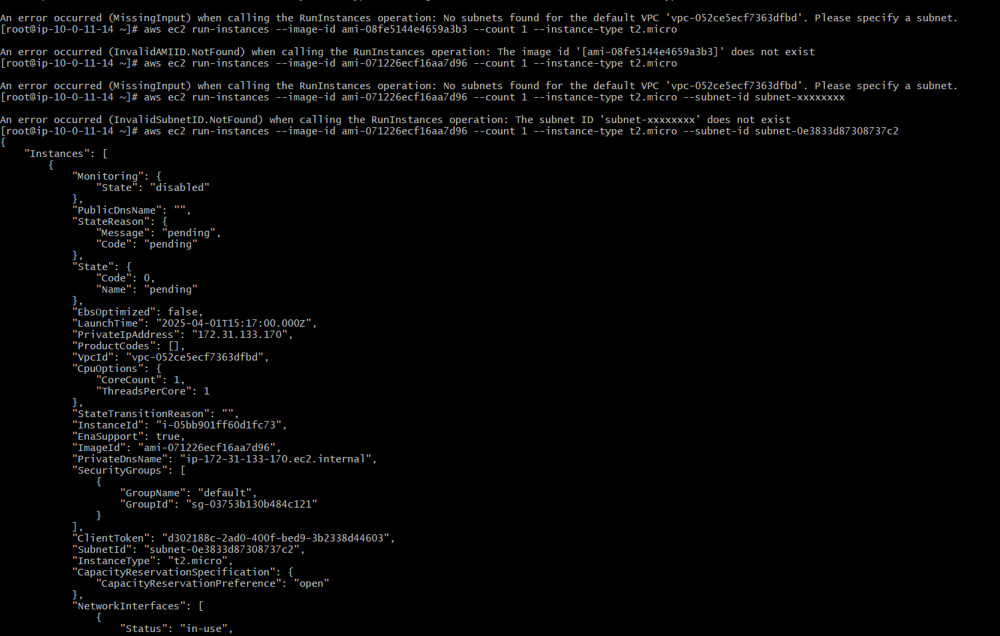 An error occurred (MissingInput) when calling the RunInstances operation: No subnets found for the default VPC 'vpc-052ce5ecf7363dfbd'. Please specify a subnet.
[root@ip-10-0-11-14 ~]# aws ec2 run-instances --image-id ami-08fe5144e4659a3b3 --count 1 --instance-type t2.micro

An error occurred (InvalidAMIID.NotFound) when calling the RunInstances operation: The image id '[ami-08fe5144e4659a3b3]' does not exist
[root@ip-10-0-11-14 ~]# aws ec2 run-instances --image-id ami-071226ecf16aa7d96 --count 1 --instance-type t2.micro

An error occurred (MissingInput) when calling the RunInstances operation: No subnets found for the default VPC 'vpc-052ce5ecf7363dfbd'. Please specify a subnet.
[root@ip-10-0-11-14 ~]# aws ec2 run-instances --image-id ami-071226ecf16aa7d96 --count 1 --instance-type t2.micro --subnet-id subnet-xxxxxxxx

An error occurred (InvalidSubnetID.NotFound) when calling the RunInstances operation: The subnet ID 'subnet-xxxxxxxx' does not exist
[root@ip-10-0-11-14 ~]# aws ec2 run-instances --image-id ami-071226ecf16aa7d96 --count 1 --instance-type t2.micro --subnet-id subnet-0e3833d87308737c2
{
    "Instances": [
        {
            "Monitoring": {
                "State": "disabled"
            },
            "PublicDnsName": "",
            "StateReason": {
                "Message": "pending",
                "Code": "pending"
            },
            "State": {
                "Code": 0,
                "Name": "pending"
            },
            "EbsOptimized": false,
            "LaunchTime": "2025-04-01T15:17:00.000Z",
            "PrivateIpAddress": "172.31.133.170",
            "ProductCodes": [],
            "VpcId": "vpc-052ce5ecf7363dfbd",
            "CpuOptions": {
                "CoreCount": 1,
                "ThreadsPerCore": 1
            },
            "StateTransitionReason": "",
            "InstanceId": "i-05bb901ff60d1fc73",
            "EnaSupport": true,
            "ImageId": "ami-071226ecf16aa7d96",
            "PrivateDnsName": "ip-172-31-133-170.ec2.internal",
            "SecurityGroups": [
                {
                    "GroupName": "default",
                    "GroupId": "sg-03753b130b484c121"
                }
            ],
            "ClientToken": "d302188c-2ad0-400f-bed9-3b2338d44603",
            "SubnetId": "subnet-0e3833d87308737c2",
            "InstanceType": "t2.micro",
            "CapacityReservationSpecification": {
                "CapacityReservationPreference": "open"
            },
            "NetworkInterfaces": [
                {
                    "Status": "in-use",